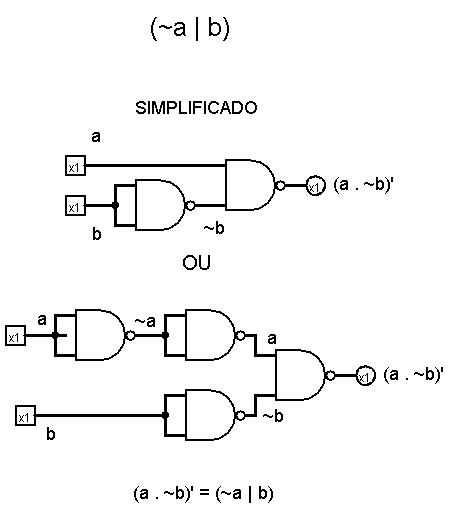 (~a | b)
SIMPLIFICADO
a
x1
x1 (a . ~b)'
x1
b ~b
OU
a ~a a
x1
x1 (a . ~b)'
x1
b ~b
(a . ~b)' = (~a | b)